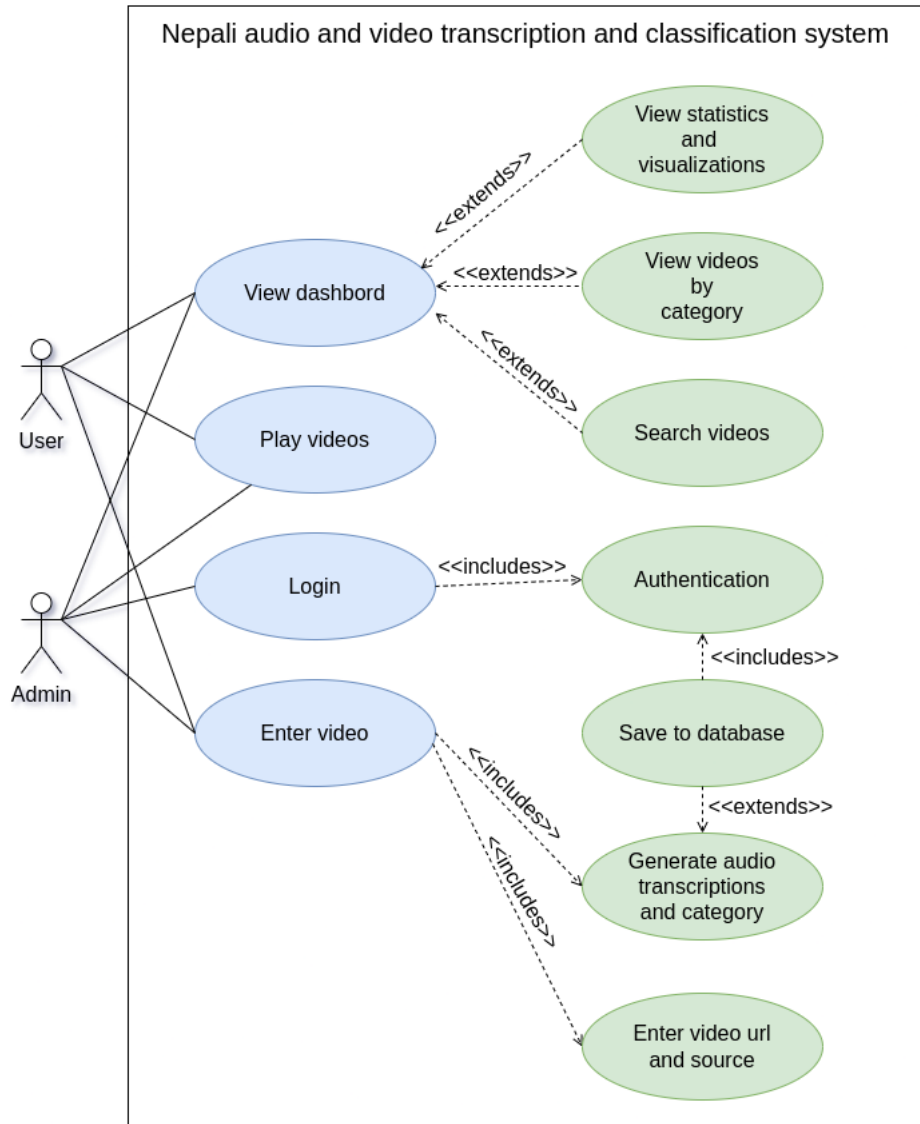 Nepali audio and video transcription and classification system
View statistics
and
visualizations
<<extends>>
View dashbord
<<extends>>
View videos
by
category
<<extends>>
User
Play videos
Search videos
Login
<<includes>>
Authentication
<<includes>>
Admin
Enter video
Save to database
<<includes>>
<<extends>>
<<includes>>
Generate audio
transcriptions
and category
Enter video url
and source